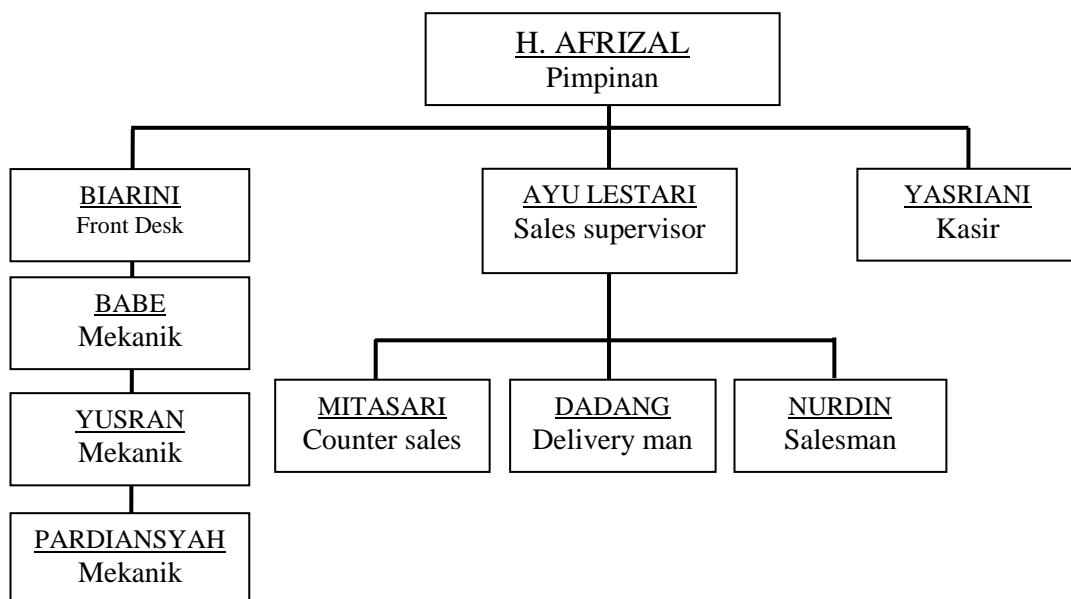 H. AFRIZAL
Pimpinan
BIARINI
Front Desk
AYU LESTARI
Sales supervisor
YASRIANI
Kasir
BABE
Mekanik
YUSRAN
Mekanik
MITASARI
Counter sales
DADANG
Delivery man
NURDIN
Salesman
PARDIANSYAH
Mekanik